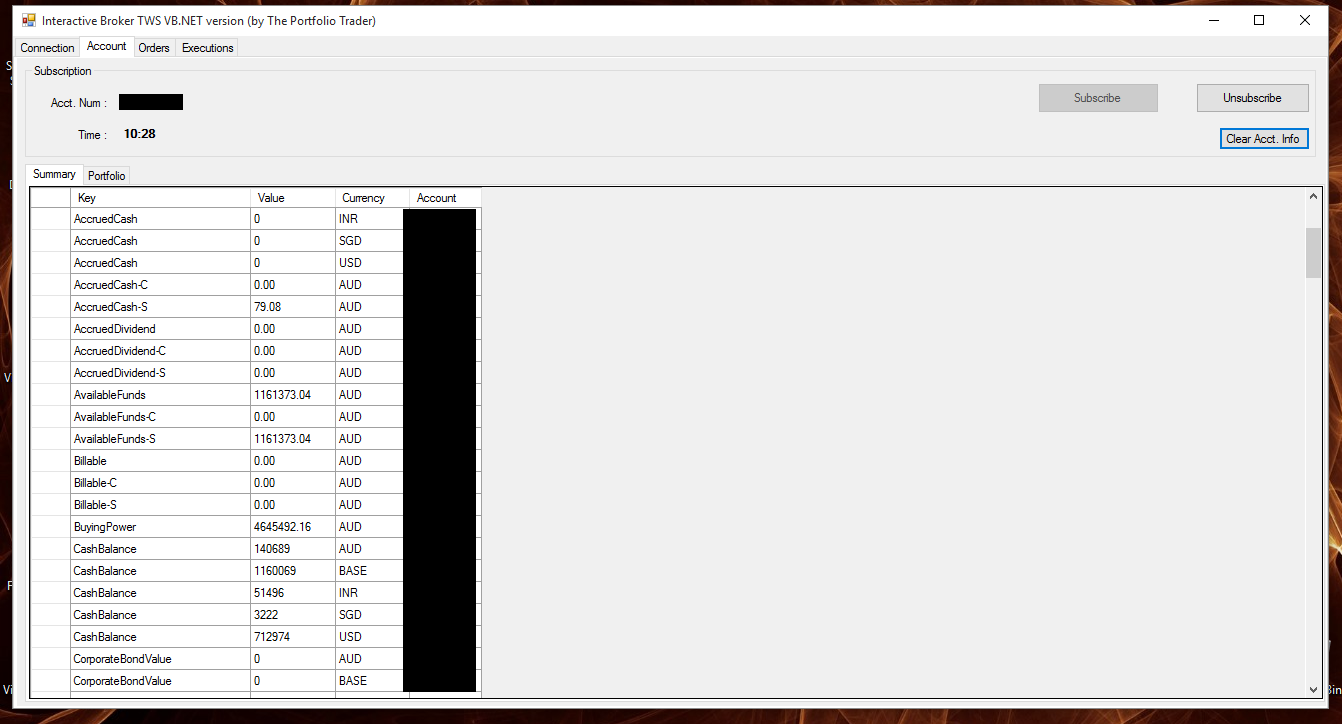 Interactive Broker TWS VB.NET version (by The Portfolio Trader)
Connection Account Orders Executions
Subscription
Acct. Num :
Subscribe Unsubscribe
Time : 10:28
Clear Acct. Info
Summary Portfolio
Key Value Currency Account
AccruedCash 0 INR
AccruedCash 0 SGD
AccruedCash 0 USD
AccruedCash-C 0.00 AUD
AccruedCash-S 79.08 AUD
AccruedDividend 0.00 AUD
AccruedDividend-C 0.00 AUD
AccruedDividend-S 0.00 AUD
AvailableFunds 1161373.04 AUD
AvailableFunds-C 0.00 AUD
AvailableFunds-S 1161373.04 AUD
Billable 0.00 AUD
Billable-C 0.00 AUD
Billable-S 0.00 AUD
BuyingPower 4645492.16 AUD
CashBalance 140689 AUD
CashBalance 1160069 BASE
CashBalance 51496 INR
CashBalance 3222 SGD
CashBalance 712974 USD
CorporateBondValue 0 AUD
CorporateBondValue 0 BASE